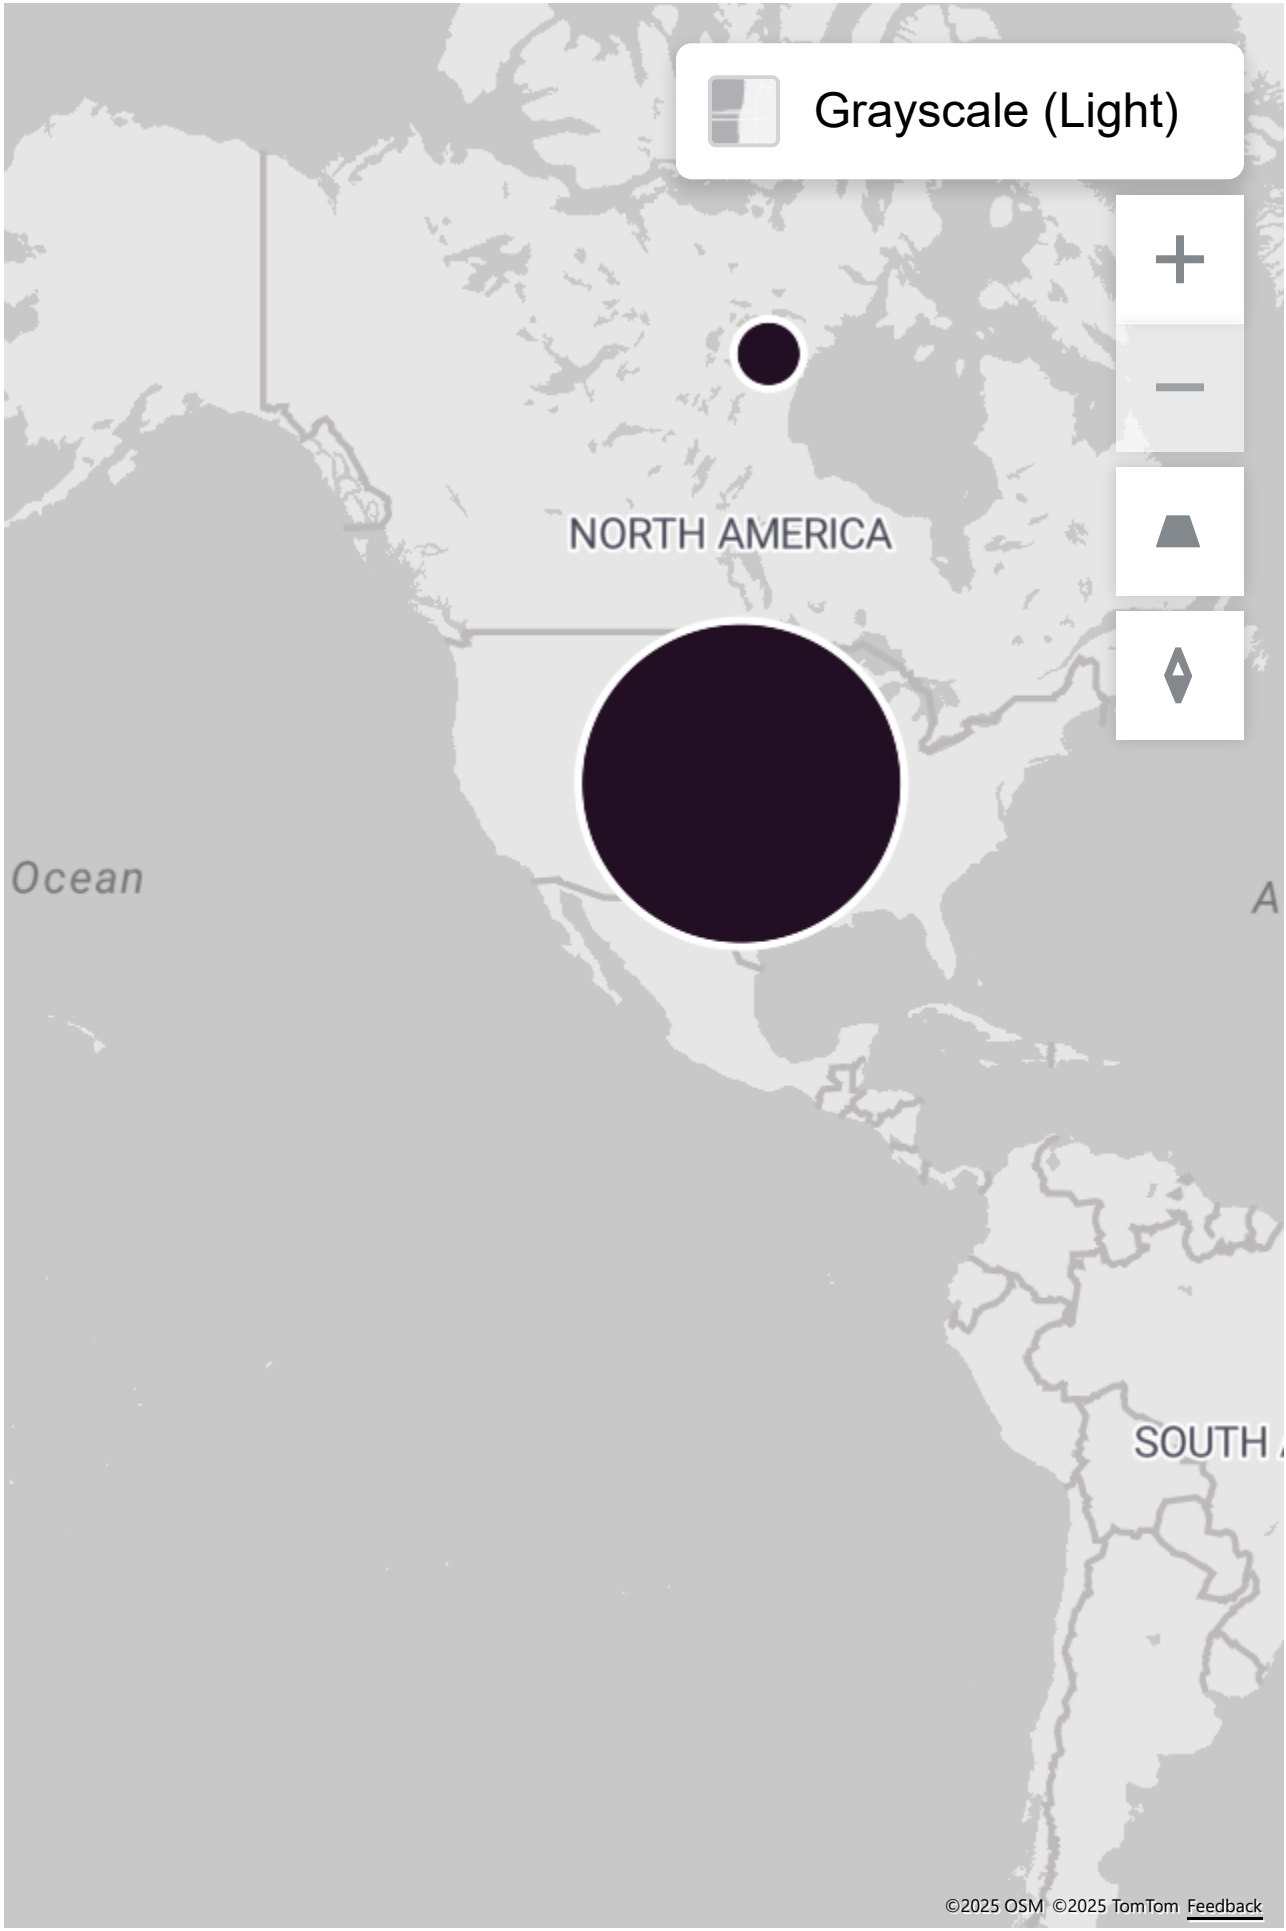 Grayscale (Light)
NORTH AMERICA
Ocean
A
SOUTH
©2025 OSM ©2025 TomTom Feedback